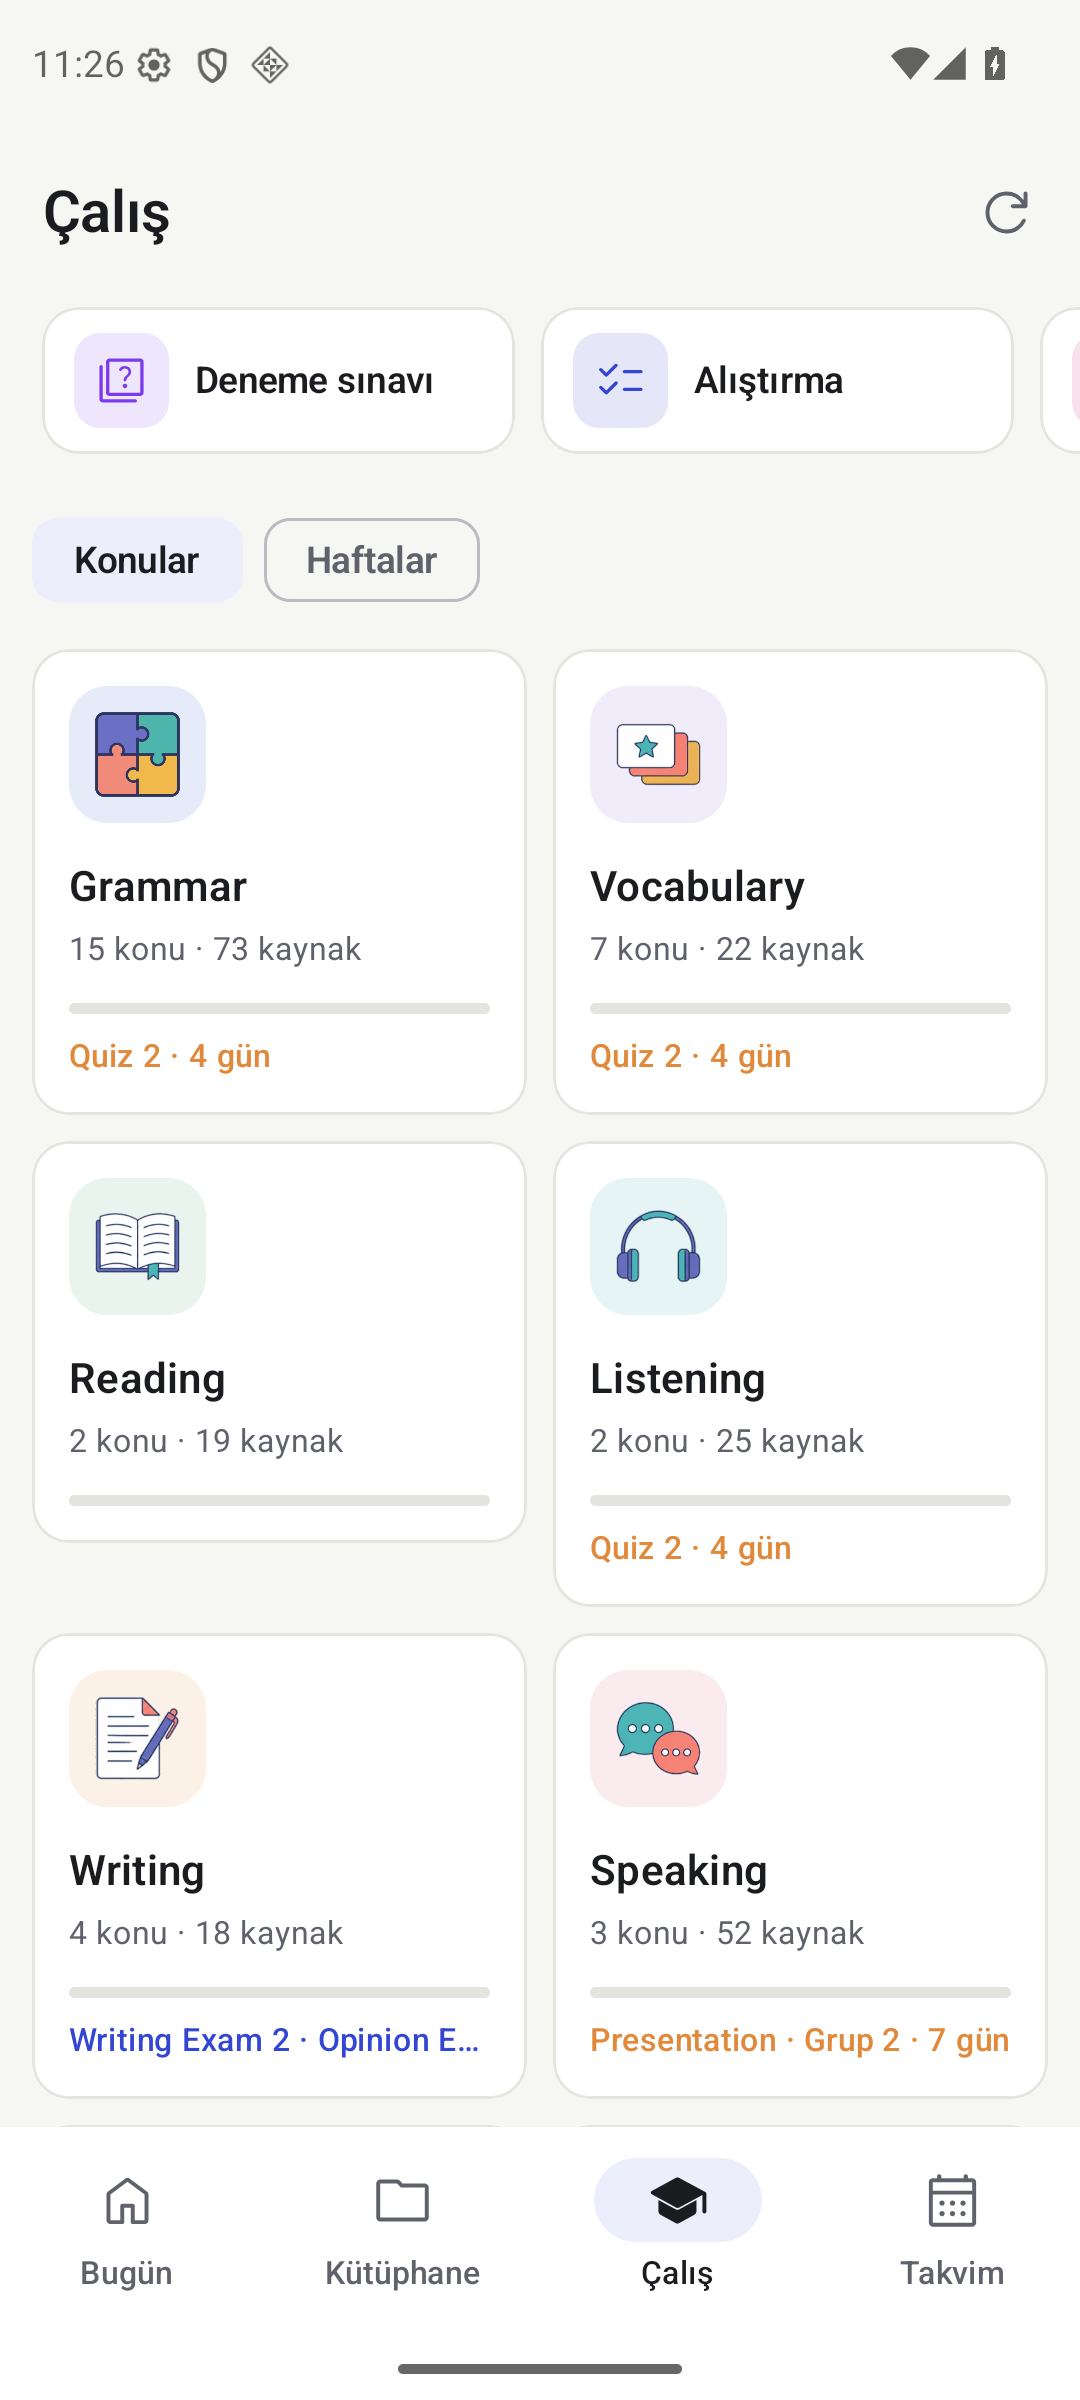 11:26
Çalış
Deneme sınavı
Alıştırma
Konular
Haftalar
Grammar
15 konu · 73 kaynak
Quiz 2 · 4 gün
Vocabulary
7 konu · 22 kaynak
Quiz 2 · 4 gün
Reading
2 konu · 19 kaynak
Listening
2 konu · 25 kaynak
Quiz 2 · 4 gün
Writing
4 konu · 18 kaynak
Writing Exam 2 · Opinion E...
Speaking
3 konu · 52 kaynak
Presentation · Grup 2 · 7 gün
Bugün
Kütüphane
Çalış
Takvim